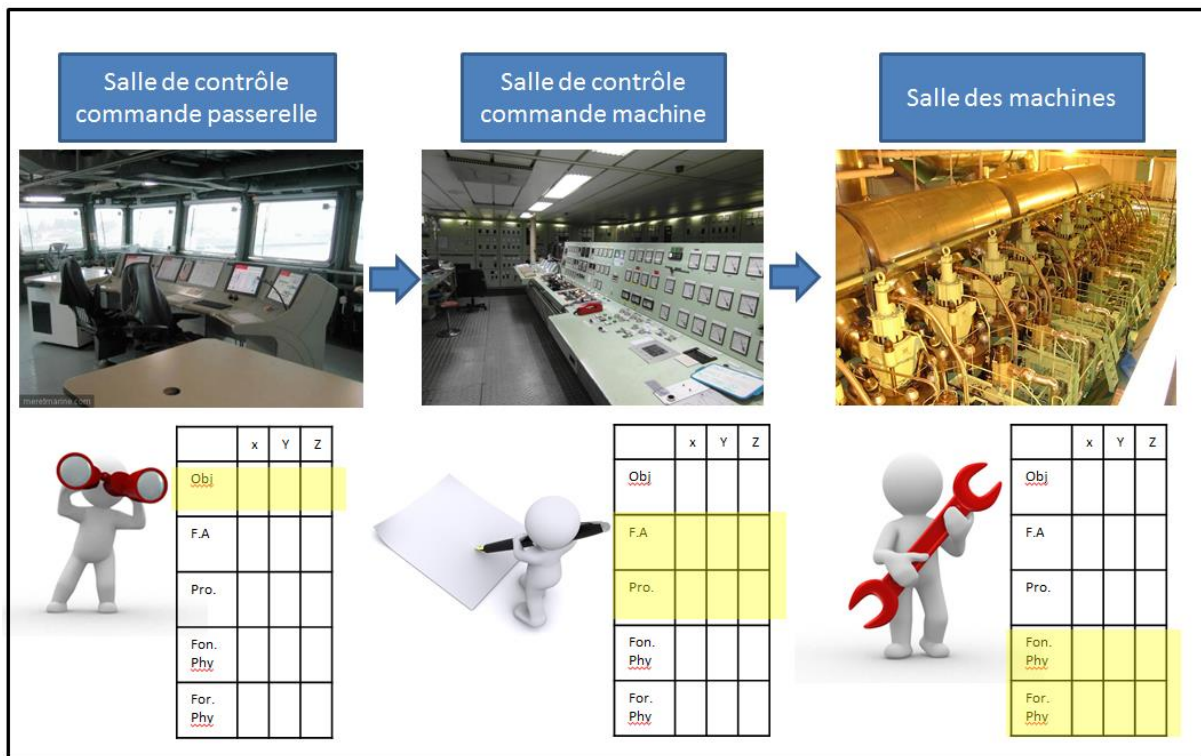 Salle de contrôle
commande passerelle
Salle de contrôle
commande machine
Salle des machines
meretmarine.com
x Y Z
Obj
F.A
Pro.
Fon.
Phy
For.
Phy
x Y Z
Obj
F.A
Pro.
Fon.
Phy
For.
Phy
x Y Z
Obj
F.A
Pro.
Fon.
Phy
For.
Phy